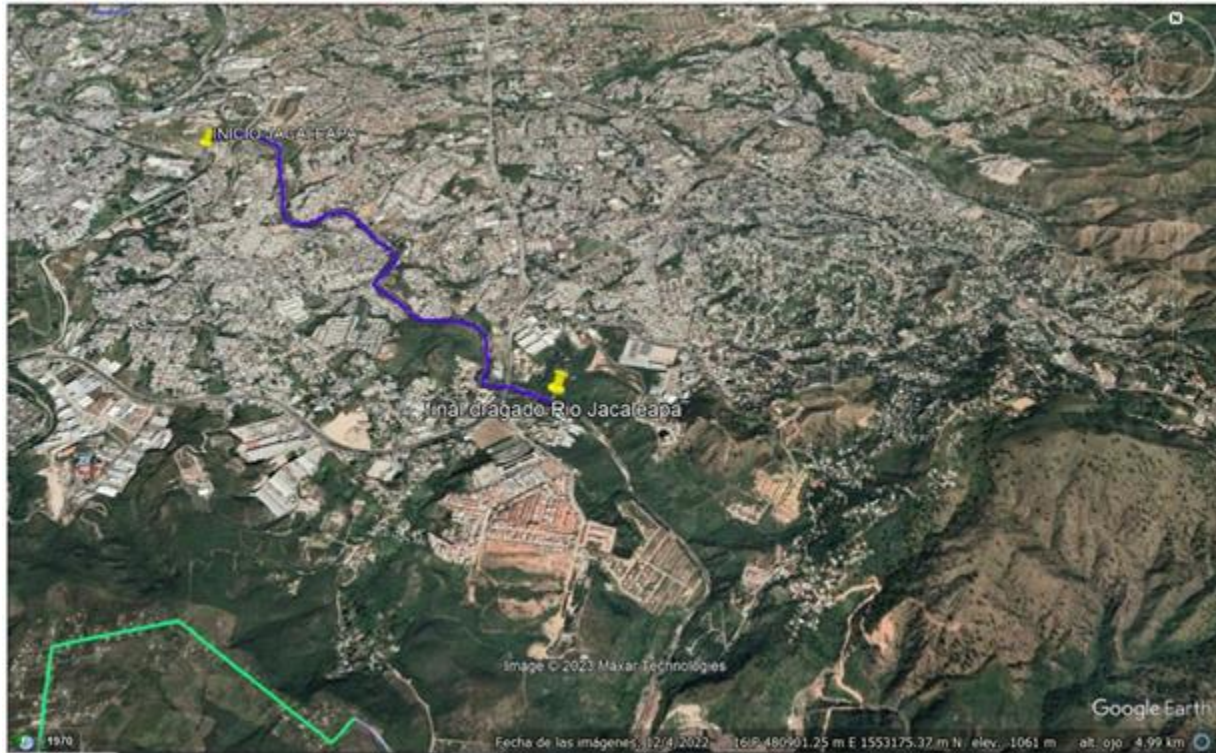 N
INICIO JACALEAPA
final dragado Rio Jacaleapa
Image © 2023 Maxar Technologies
Google Earth
1970
Fecha de las imágenes: 12/4/2022 16 P 480901.25 m E 1553175.37 m N elev. 1061 m alt. ojo 4.99 km